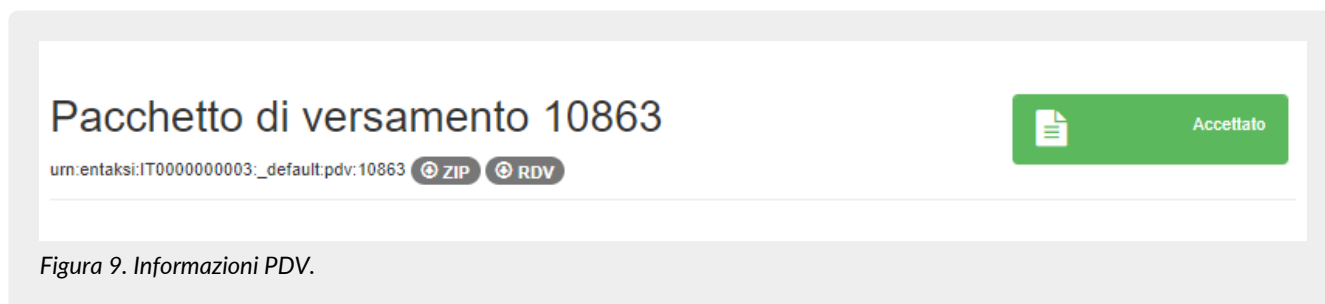 Pacchetto di versamento 10863
Accettato
urn:entaksi:IT0000000003:_default:pdv:10863 ZIP RDV
Figura 9. Informazioni PDV.